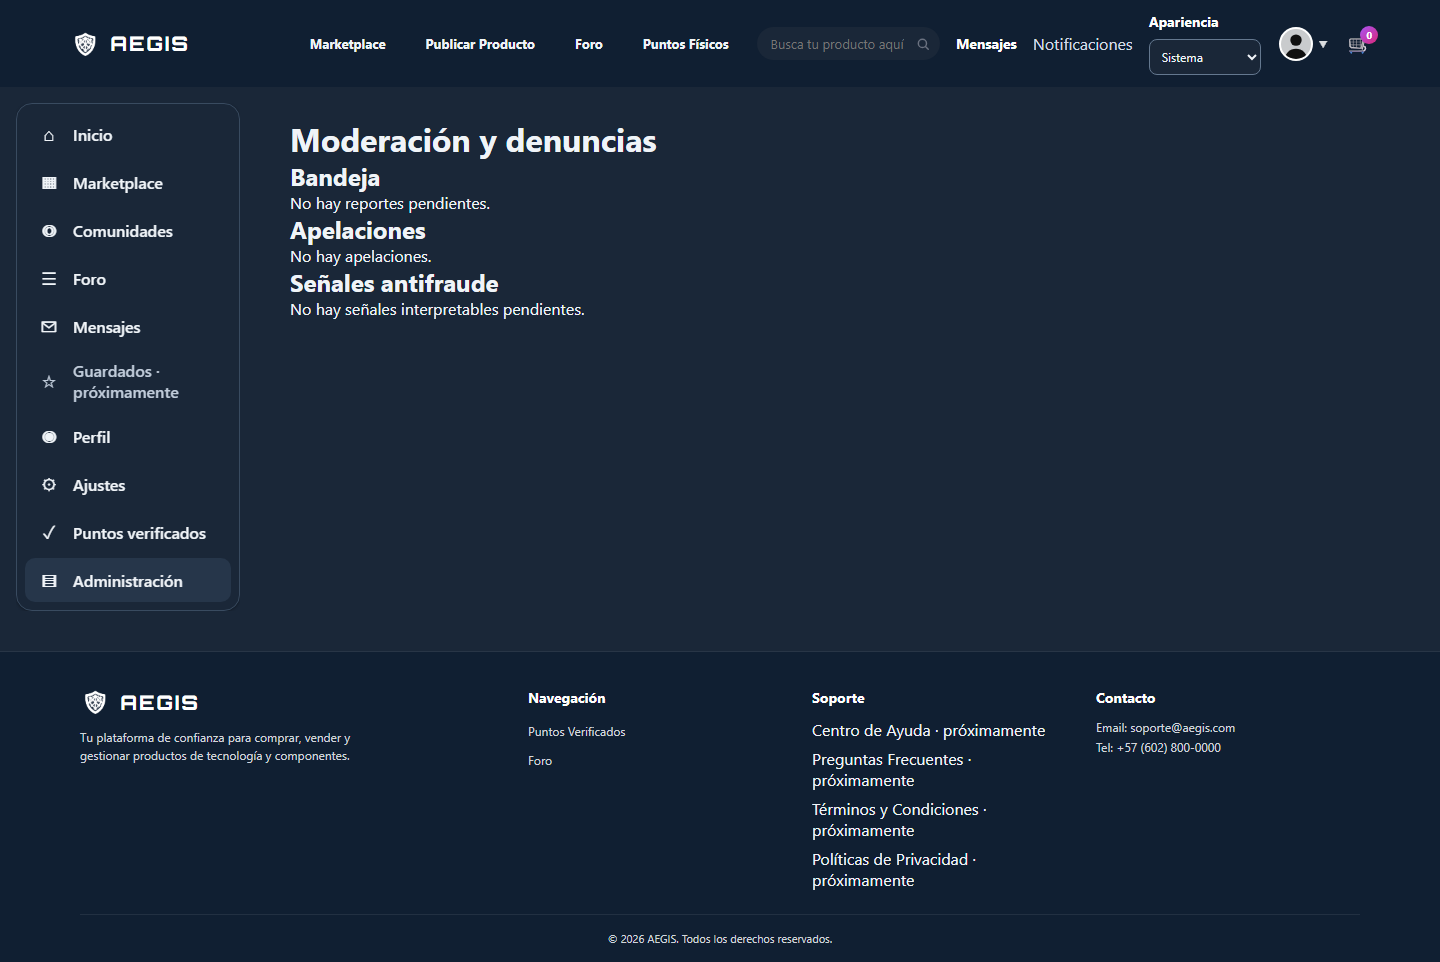 AEGIS
Marketplace
Publicar Producto
Foro
Puntos Físicos
Busca tu producto aquí
Mensajes
Notificaciones
Apariencia
Sistema
0
Inicio
Marketplace
Comunidades
Foro
Mensajes
Guardados ·
próximamente
Perfil
Ajustes
Puntos verificados
Administración
Moderación y denuncias
Bandeja
No hay reportes pendientes.
Apelaciones
No hay apelaciones.
Señales antifraude
No hay señales interpretables pendientes.
AEGIS
Tu plataforma de confianza para comprar, vender y
gestionar productos de tecnología y componentes.
Navegación
Puntos Verificados
Foro
Soporte
Centro de Ayuda · próximamente
Preguntas Frecuentes ·
próximamente
Términos y Condiciones ·
próximamente
Políticas de Privacidad ·
próximamente
Contacto
Email: soporte@aegis.com
Tel: +57 (602) 800-0000
© 2026 AEGIS. Todos los derechos reservados.